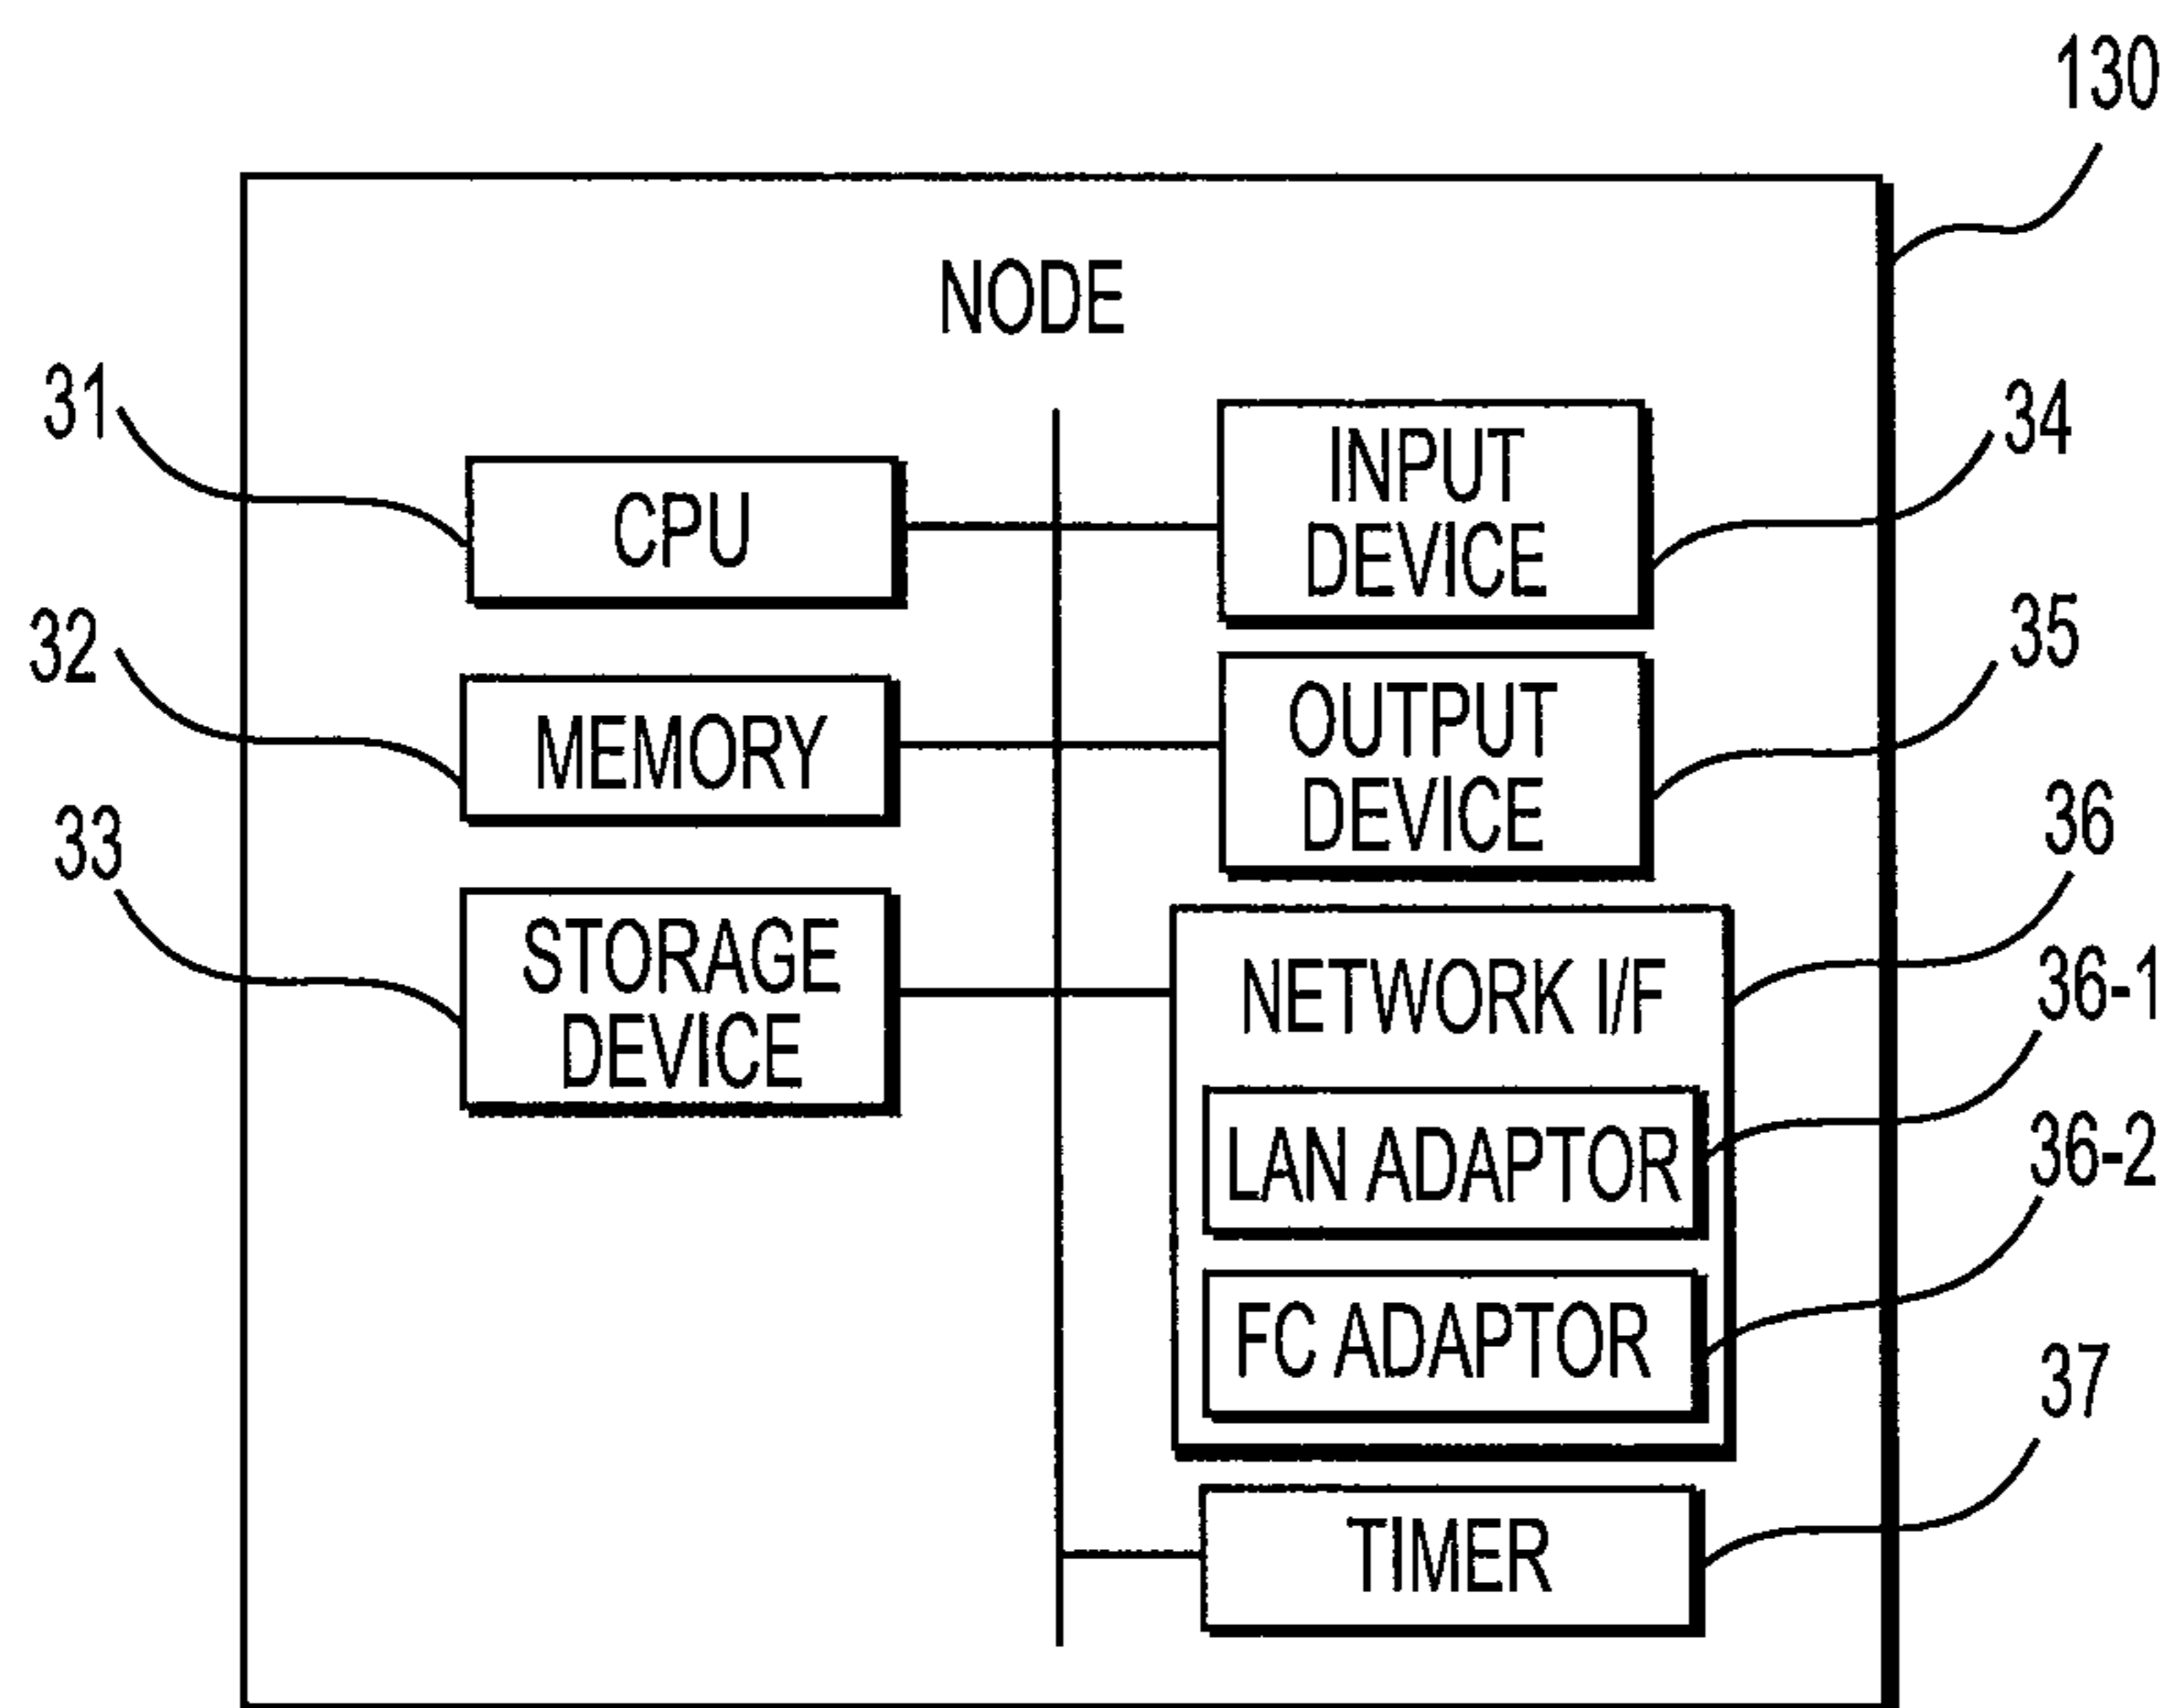 130
NODE
31
CPU
32
MEMORY
33
STORAGE
DEVICE
INPUT
DEVICE
34
OUTPUT
DEVICE
35
NETWORK I/F
36
LAN ADAPTOR
36-1
FC ADAPTOR
36-2
TIMER
37